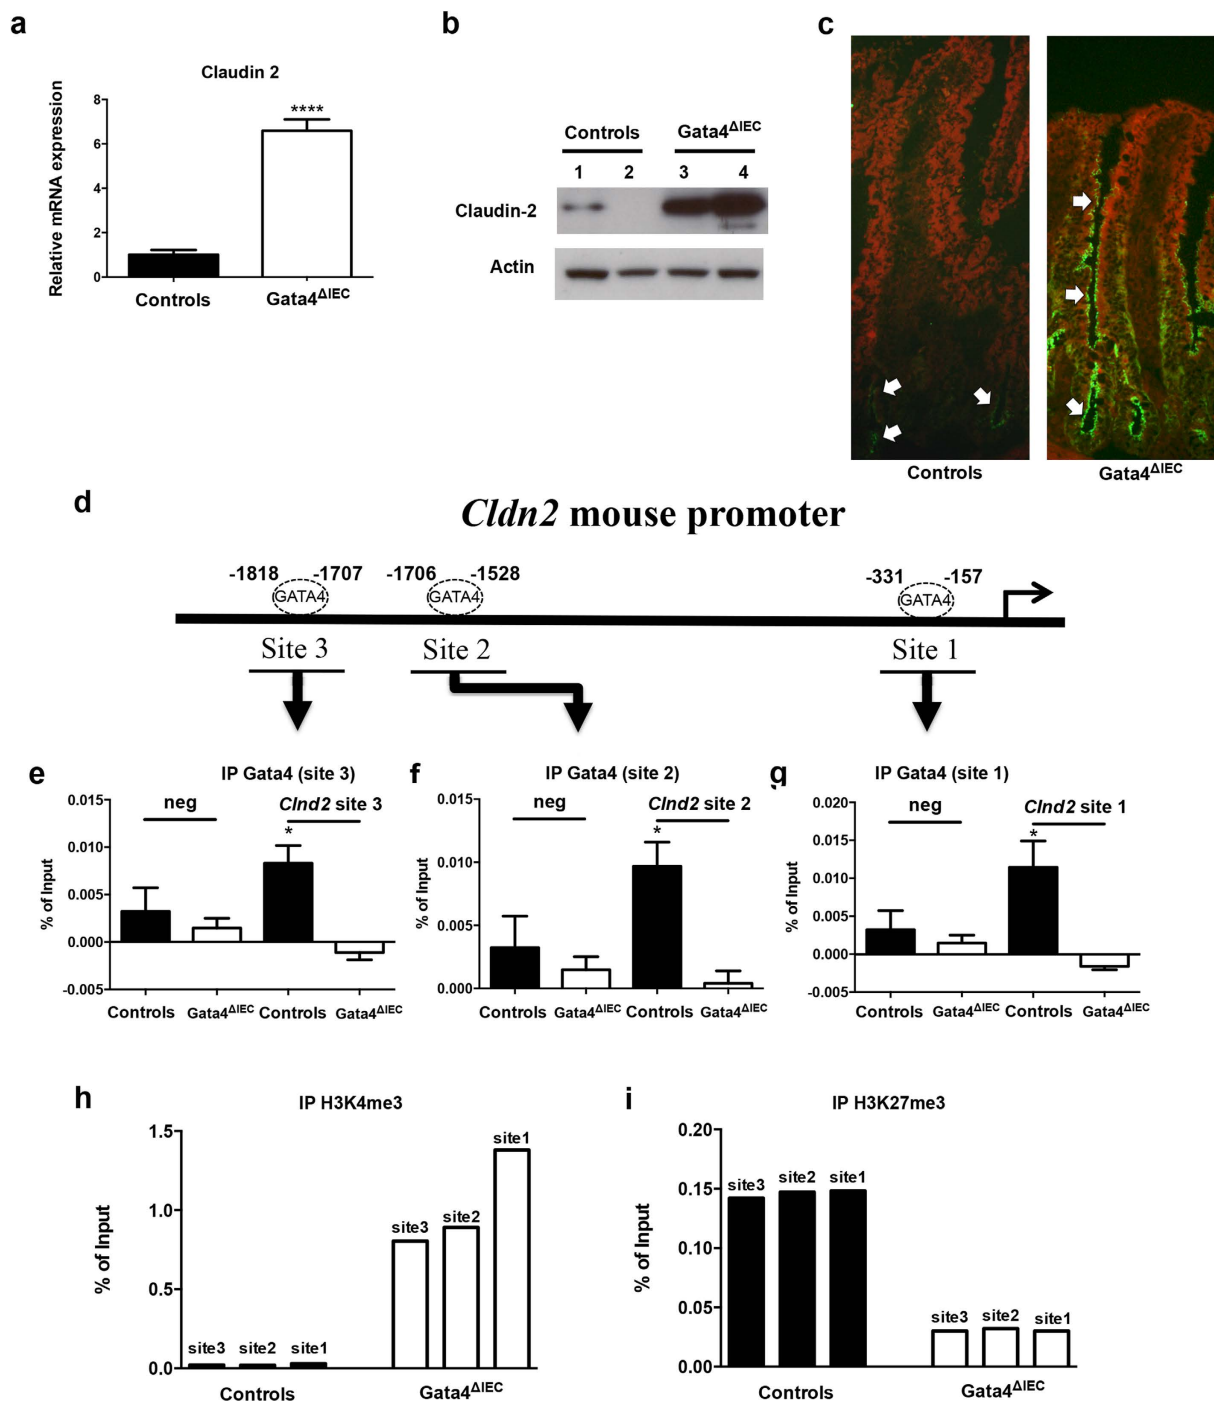 a
Claudin 2
Relative mRNA expression
8
6
4
2
0
****
Controls
Gata4ΔIEC
b
Controls
Gata4ΔIEC
1 2 3 4
Claudin-2
Actin
c
Controls
Gata4ΔIEC
d
Cldn2 mouse promoter
-1818 -1707 -1706 -1528 -331 -157
GATA4 GATA4 GATA4
Site 3 Site 2 Site 1
e
IP Gata4 (site 3)
neg
Clnd2 site 3
*
% of Input
0.015
0.010
0.005
0.000
-0.005
Controls Gata4ΔIEC Controls Gata4ΔIEC
f
IP Gata4 (site 2)
neg
Clnd2 site 2
*
% of Input
0.015
0.010
0.005
0.000
Controls Gata4ΔIEC Controls Gata4ΔIEC
g
IP Gata4 (site 1)
neg
Clnd2 site 1
*
% of Input
0.020
0.015
0.010
0.005
0.000
-0.005
Controls Gata4ΔIEC Controls Gata4ΔIEC
h
IP H3K4me3
% of Input
1.5
1.0
0.5
0.0
site3 site2 site1
site3 site2 site1
Controls
Gata4ΔIEC
i
IP H3K27me3
% of Input
0.20
0.15
0.10
0.05
0.00
site3 site2 site1
site3 site2 site1
Controls
Gata4ΔIEC